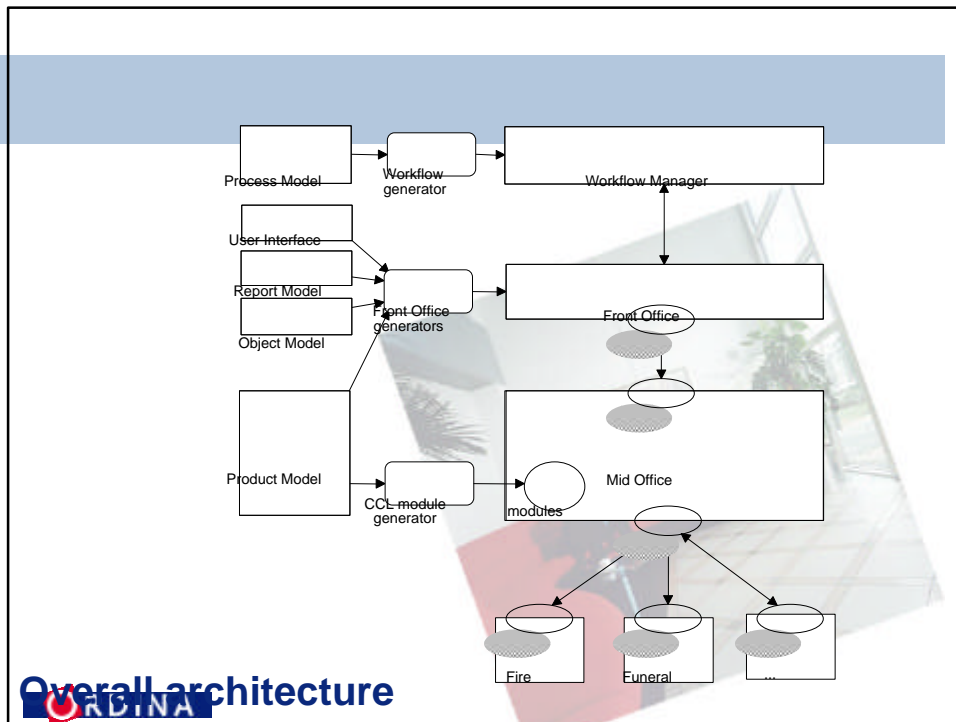 Process Model
Workflow
generator
Workflow Manager
User Interface
Report Model
Object Model
Front Office
generators
Front Office
Product Model
CCL module
generator
modules
Mid Office
Fire
Funeral
...
Overall architecture
ORDINA